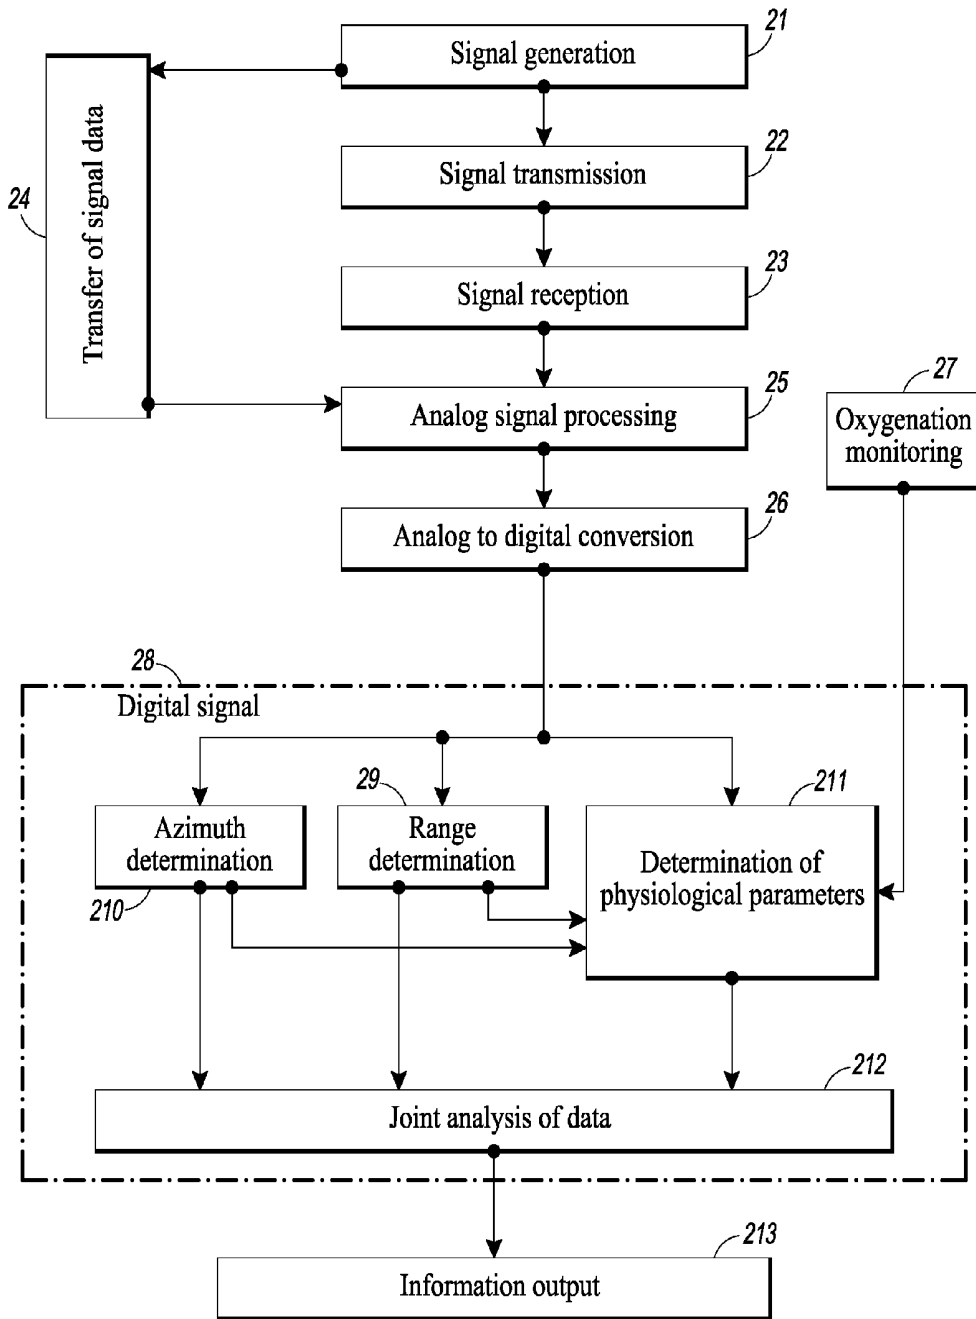 21
Signal generation
22
Signal transmission
24
Transfer of signal data
23
Signal reception
25
Analog signal processing
27
Oxygenation
monitoring
26
Analog to digital conversion
28
Digital signal
210
Azimuth
determination
29
Range
determination
211
Determination of
physiological parameters
212
Joint analysis of data
213
Information output